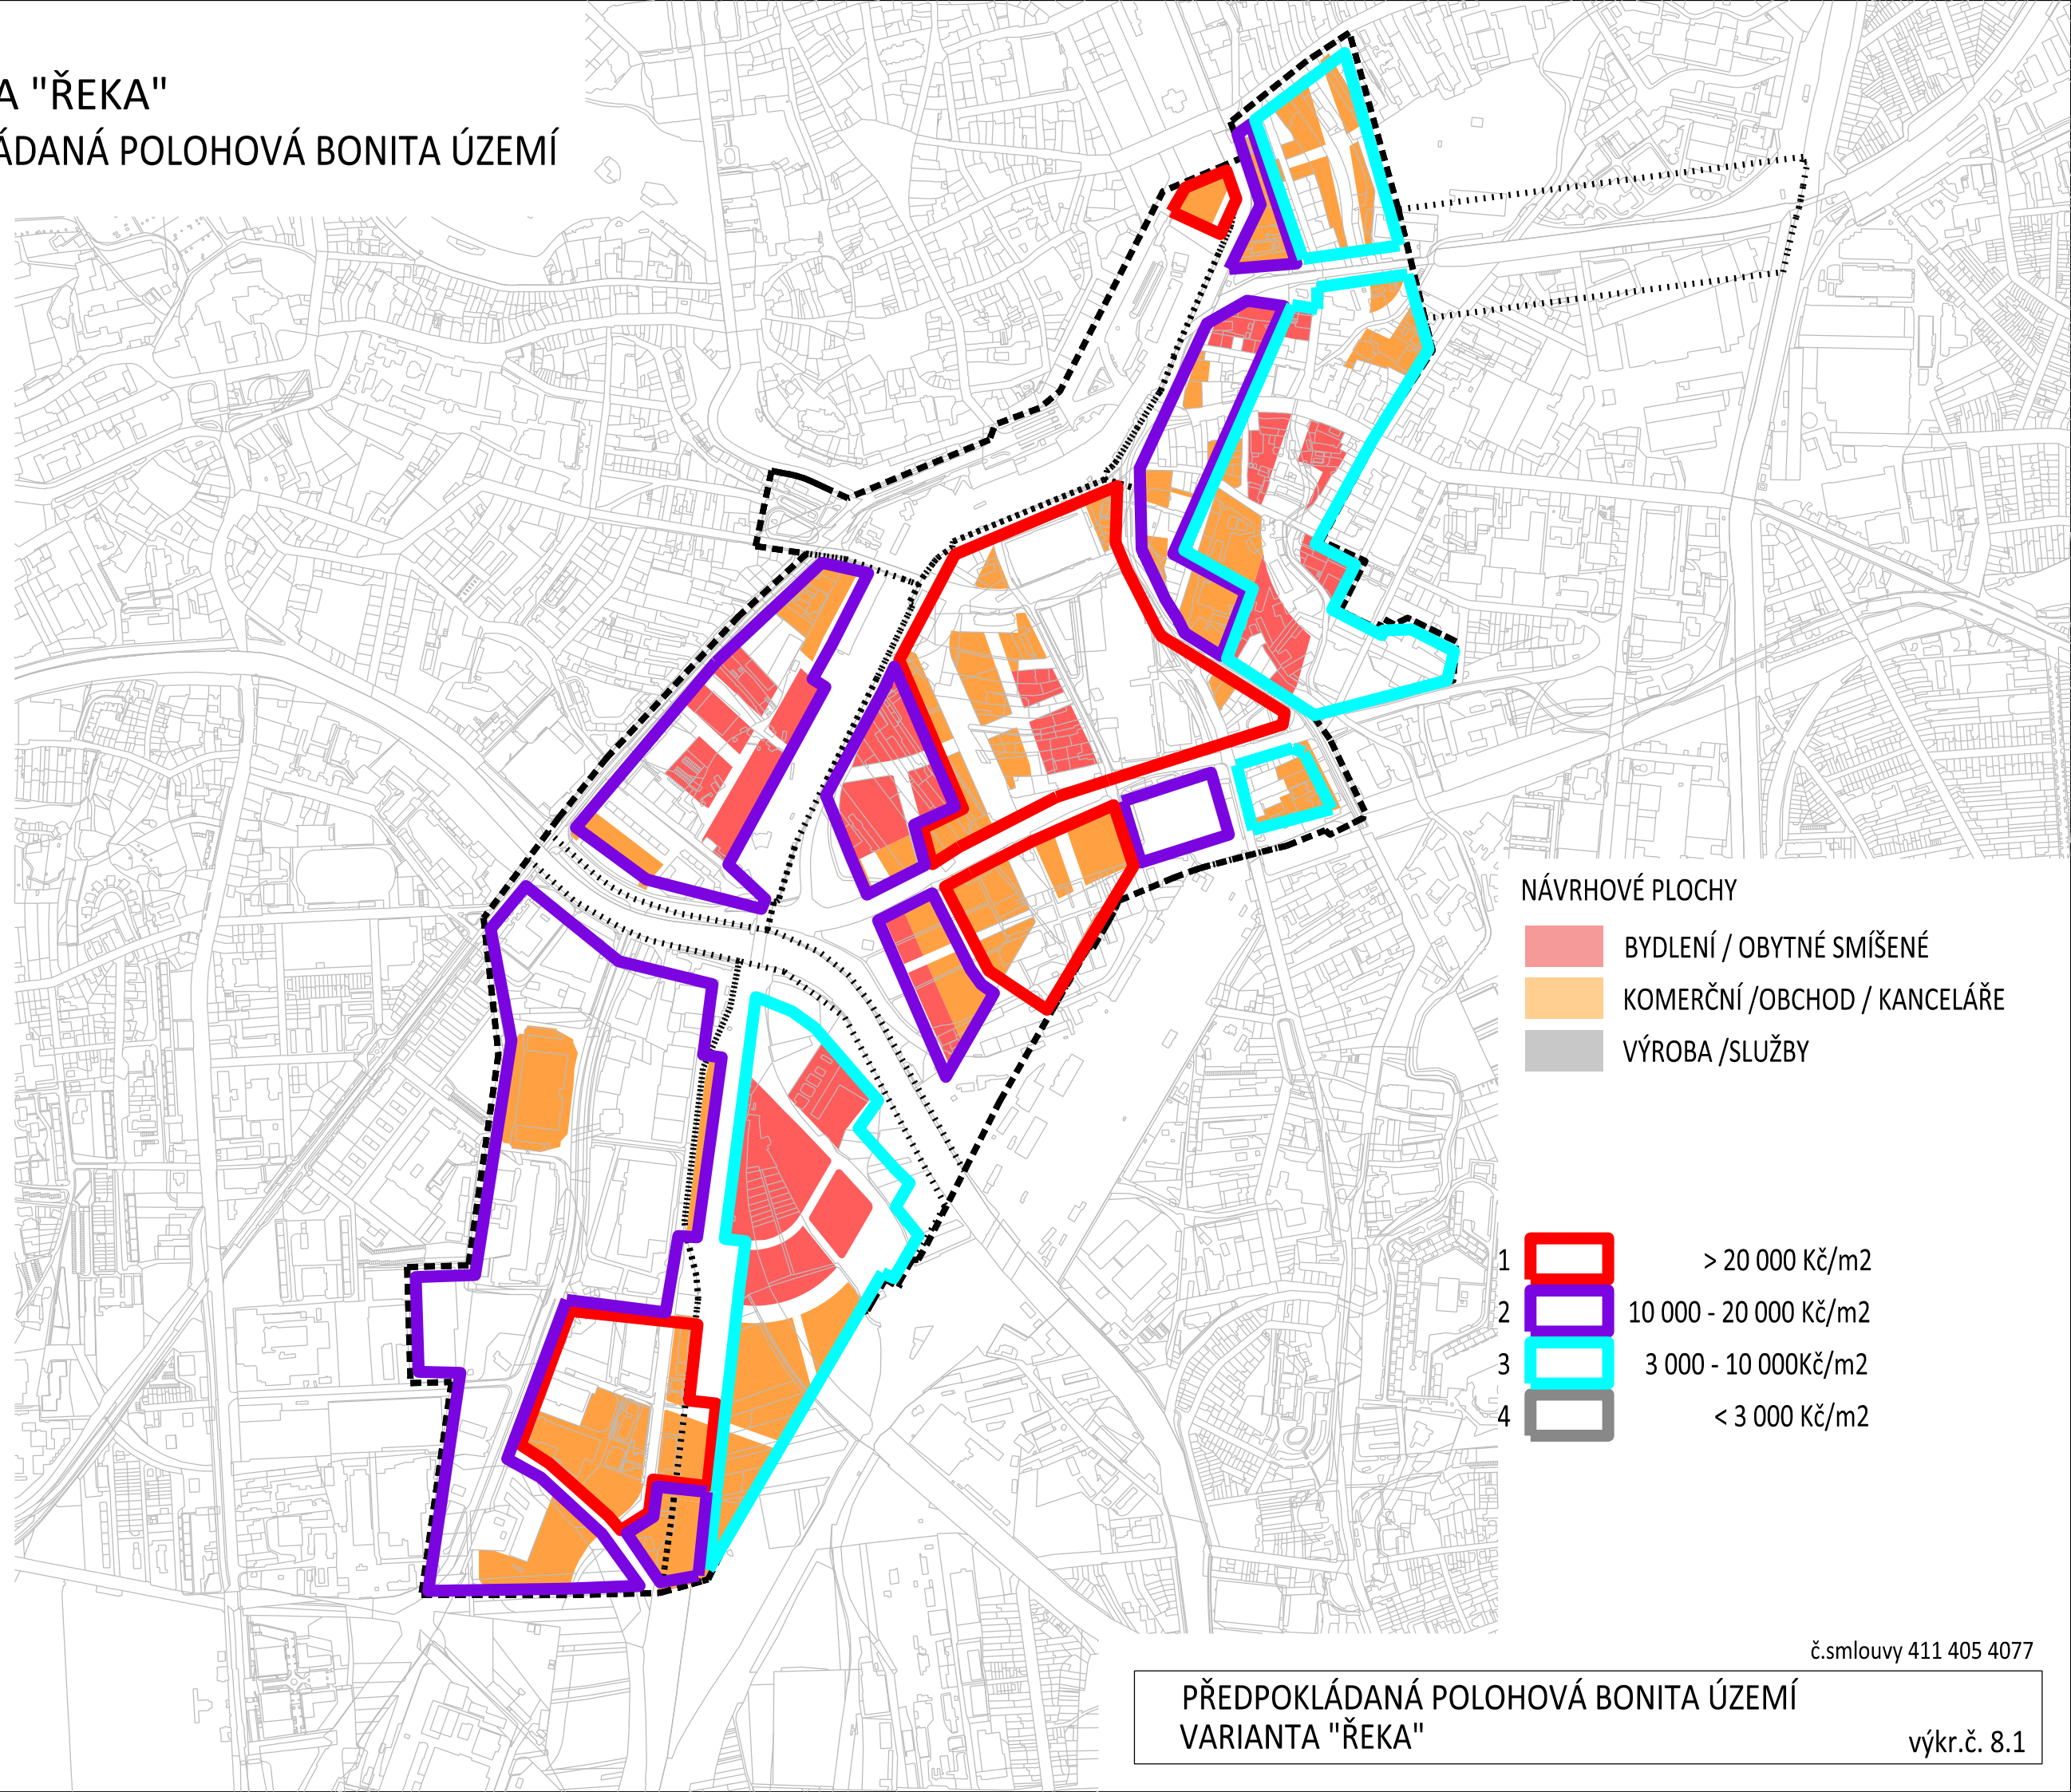 A "ŘEKA"
ÁDANÁ POLOHOVÁ BONITA ÚZEMÍ
NÁVRHOVÉ PLOCHY
BYDLENÍ / OBYTNÉ SMÍŠENÉ
KOMERČNÍ /OBCHOD / KANCELÁŘE
VÝROBA /SLUŽBY
1 > 20 000 Kč/m2
2 10 000 - 20 000 Kč/m2
3 3 000 - 10 000Kč/m2
4 < 3 000 Kč/m2
č.smlouvy 411 405 4077
PŘEDPOKLÁDANÁ POLOHOVÁ BONITA ÚZEMÍ
VARIANTA "ŘEKA"
výkr.č. 8.1